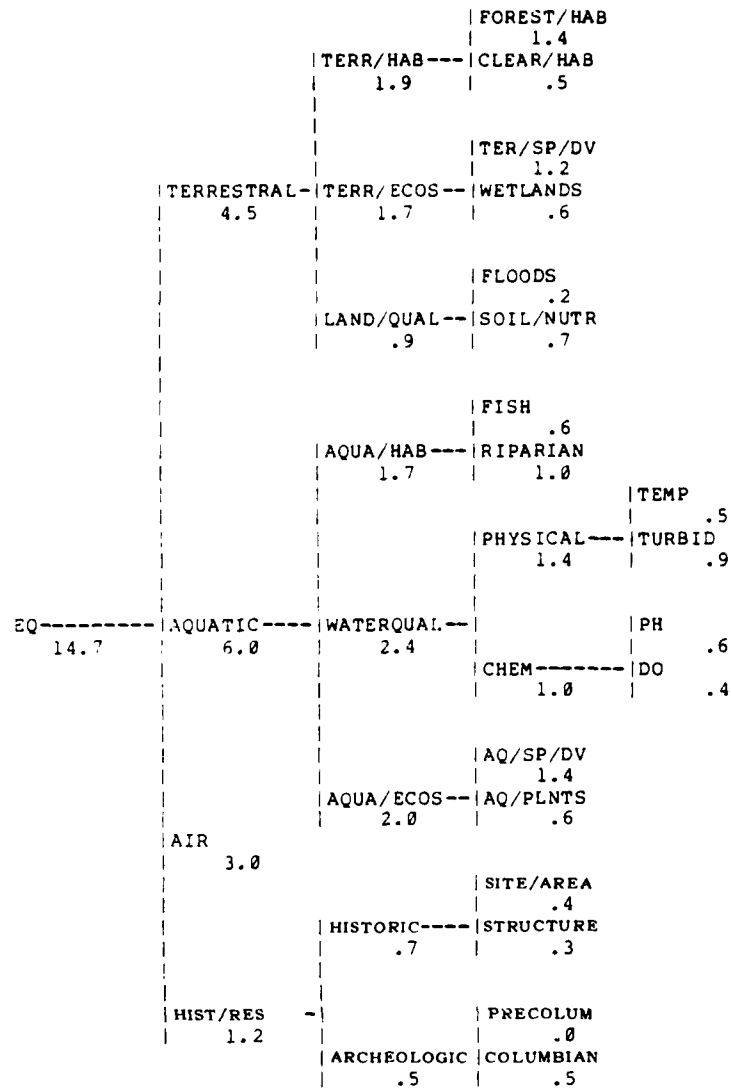 FOREST/HAB
1.4
TERR/HAB--- CLEAR/HAB
1.9 .5
TER/SP/DV
1.2
TERRESTRAL- TERR/ECOS-- WETLANDS
4.5 1.7 .6
FLOODS
.2
LAND/QUAL-- SOIL/NUTR
.9 .7
FISH
.6
AQUA/HAB--- RIPARIAN
1.7 1.0
TEMP
.5
PHYSICAL--- TURBID
1.4 .9
EQ---------- AQUATIC---- WATERQUAL-- PH
14.7 6.0 2.4 .6
CHEM------- DO
1.0 .4
AQ/SP/DV
1.4
AQUA/ECOS-- AQ/PLNTS
2.0 .6
AIR
3.0
SITE/AREA
.4
HISTORIC---- STRUCTURE
.7 .3
HIST/RES - PRECOLUM
1.2 .0
ARCHEOLOGIC COLUMBIAN
.5 .5